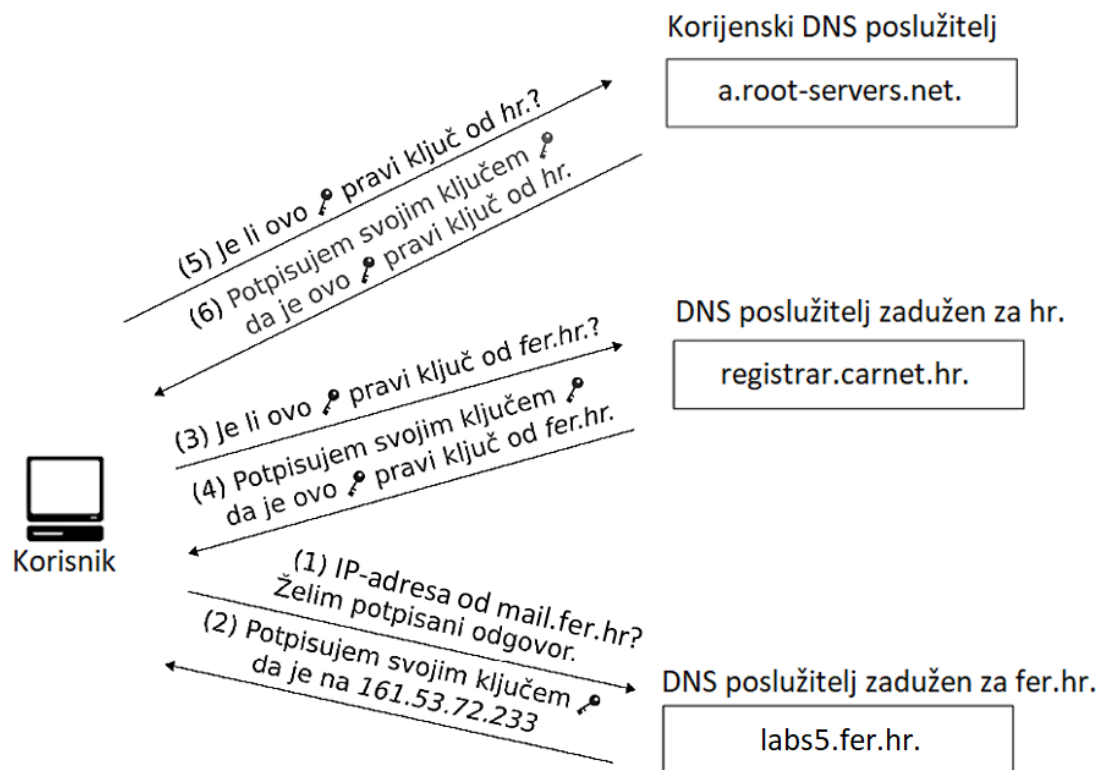 Korijenski DNS poslužitelj
a.root-servers.net.
(5) Je li ovo pravi ključ od hr.?
(6) Potpisujem svojim ključem
da je ovo pravi ključ od hr.
DNS poslužitelj zadužen za hr.
registrar.carnet.hr.
(3) Je li ovo pravi ključ od fer.hr.?
(4) Potpisujem svojim ključem
da je ovo pravi ključ od fer.hr.
Korisnik
(1) IP-adresa od mail.fer.hr?
Želim potpisani odgovor.
(2) Potpisujem svojim ključem
da je na 161.53.72.233
DNS poslužitelj zadužen za fer.hr.
labs5.fer.hr.